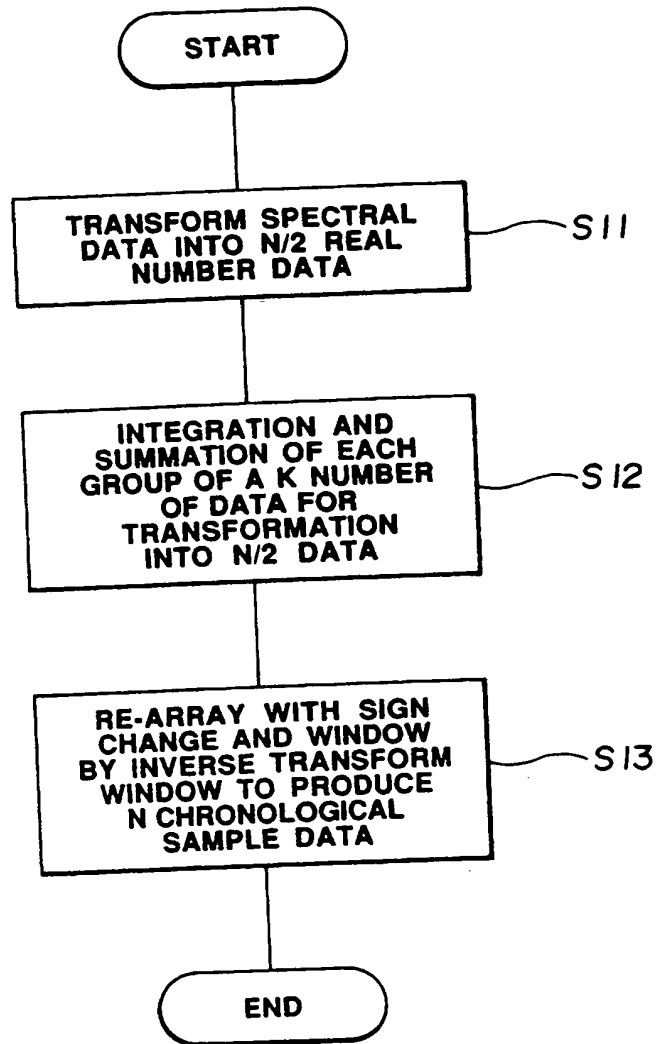 START
TRANSFORM SPECTRAL
DATA INTO N/2 REAL
NUMBER DATA
S11
INTEGRATION AND
SUMMATION OF EACH
GROUP OF A K NUMBER
OF DATA FOR
TRANSFORMATION
INTO N/2 DATA
S12
RE-ARRAY WITH SIGN
CHANGE AND WINDOW
BY INVERSE TRANSFORM
WINDOW TO PRODUCE
N CHRONOLOGICAL
SAMPLE DATA
S13
END